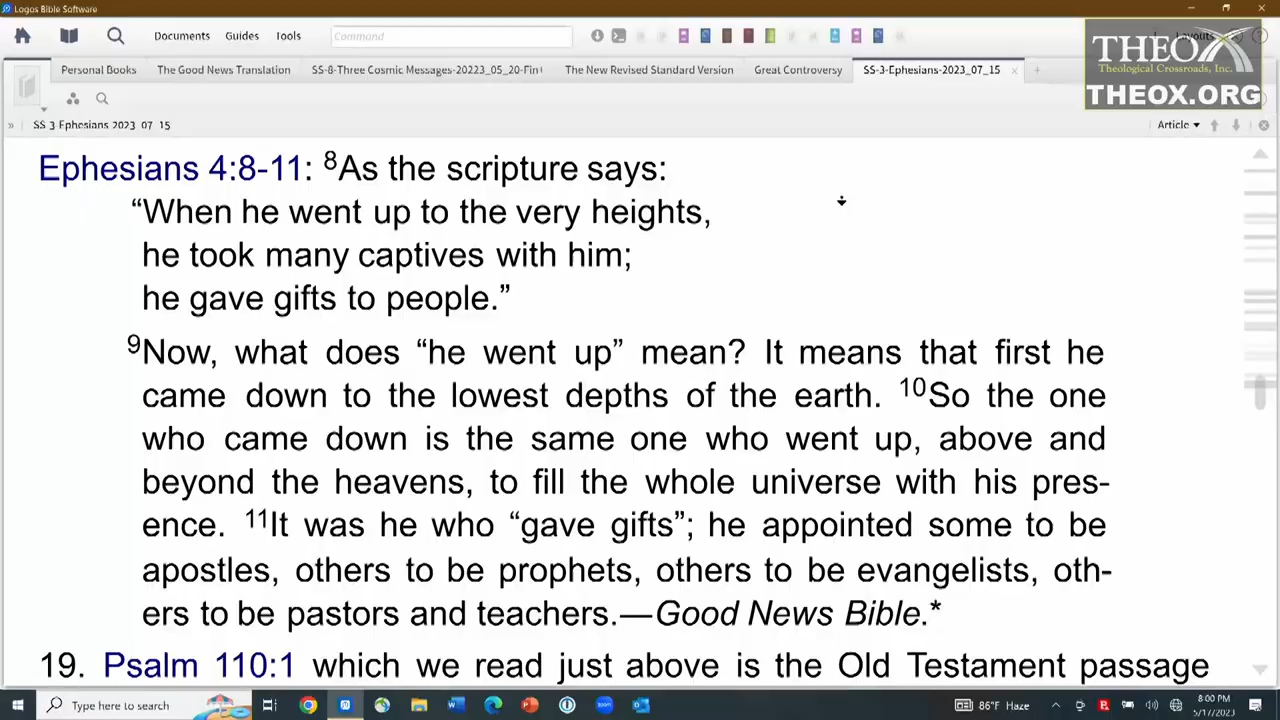 Logos Bible Software
Documents Guides Tools Command Layouts
THEOX
Theological Crossroads, Inc.
THEOX.ORG
Personal Books The Good News Translation SS-8-Three Cosmic Messages The New Revised Standard Version Great Controversy SS-3-Ephesians-2023_07_15
SS-3-Ephesians-2023_07_15 Article
Ephesians 4:8-11: 8As the scripture says:
“When he went up to the very heights,
he took many captives with him;
he gave gifts to people.”
9Now, what does “he went up” mean? It means that first he
came down to the lowest depths of the earth. 10So the one
who came down is the same one who went up, above and
beyond the heavens, to fill the whole universe with his pres-
ence. 11It was he who “gave gifts”; he appointed some to be
apostles, others to be prophets, others to be evangelists, oth-
ers to be pastors and teachers.—Good News Bible.*
19. Psalm 110:1 which we read just above is the Old Testament passage
Type here to search 86°F Haze 8:00 PM
5/17/2023